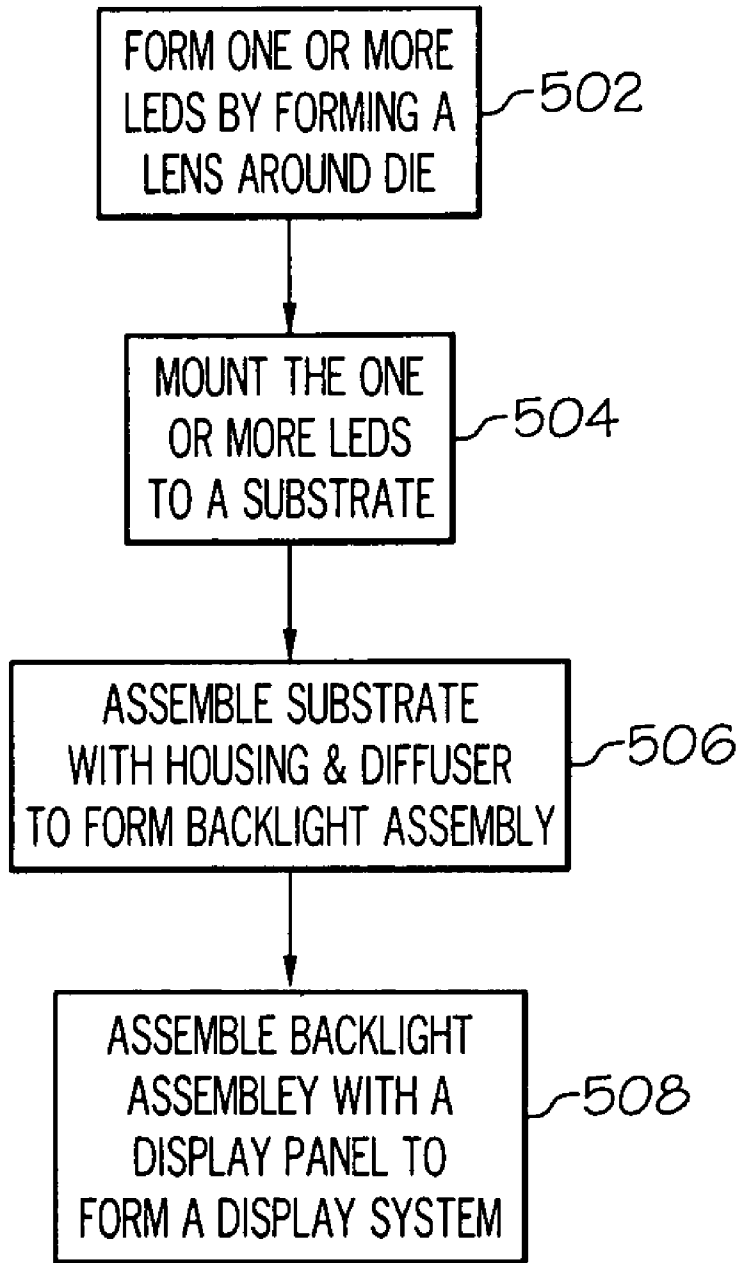 FORM ONE OR MORE
LEDS BY FORMING A
LENS AROUND DIE
502
MOUNT THE ONE
OR MORE LEDS
TO A SUBSTRATE
504
ASSEMBLE SUBSTRATE
WITH HOUSING & DIFFUSER
TO FORM BACKLIGHT ASSEMBLY
506
ASSEMBLE BACKLIGHT
ASSEMBLEY WITH A
DISPLAY PANEL TO
FORM A DISPLAY SYSTEM
508